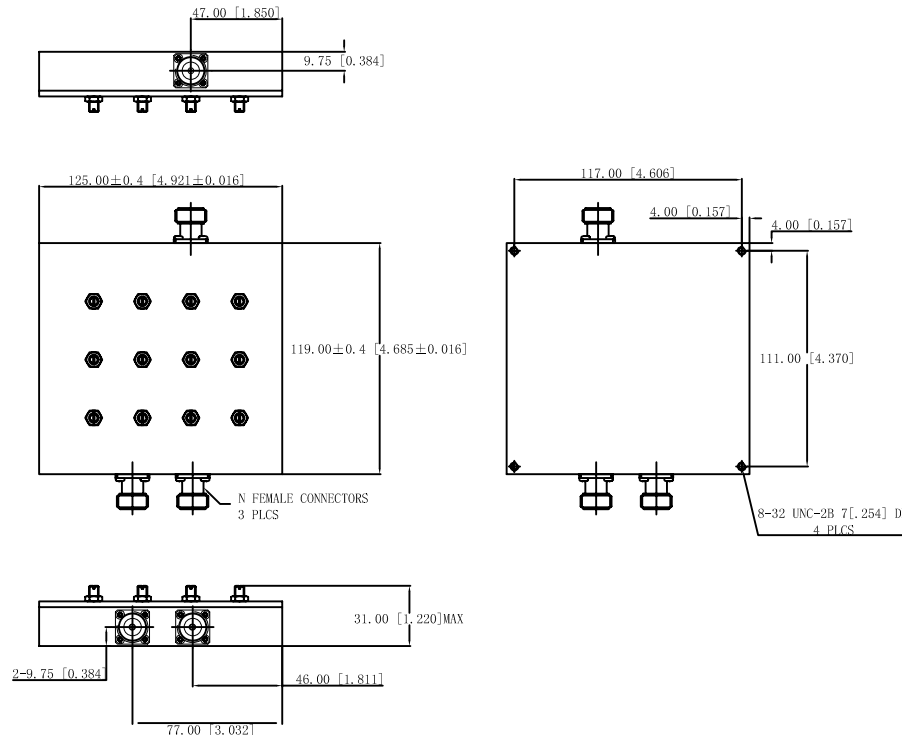 47.00 [1.850]
9.75 [0.384]
125.00±0.4 [4.921±0.016]
119.00±0.4 [4.685±0.016]
N FEMALE CONNECTORS
3 PLCS
117.00 [4.606]
4.00 [0.157]
4.00 [0.157]
111.00 [4.370]
8-32 UNC-2B 7[.254] D
4 PLCS
31.00 [1.220]MAX
2-9.75 [0.384]
46.00 [1.811]
77.00 [3.032]